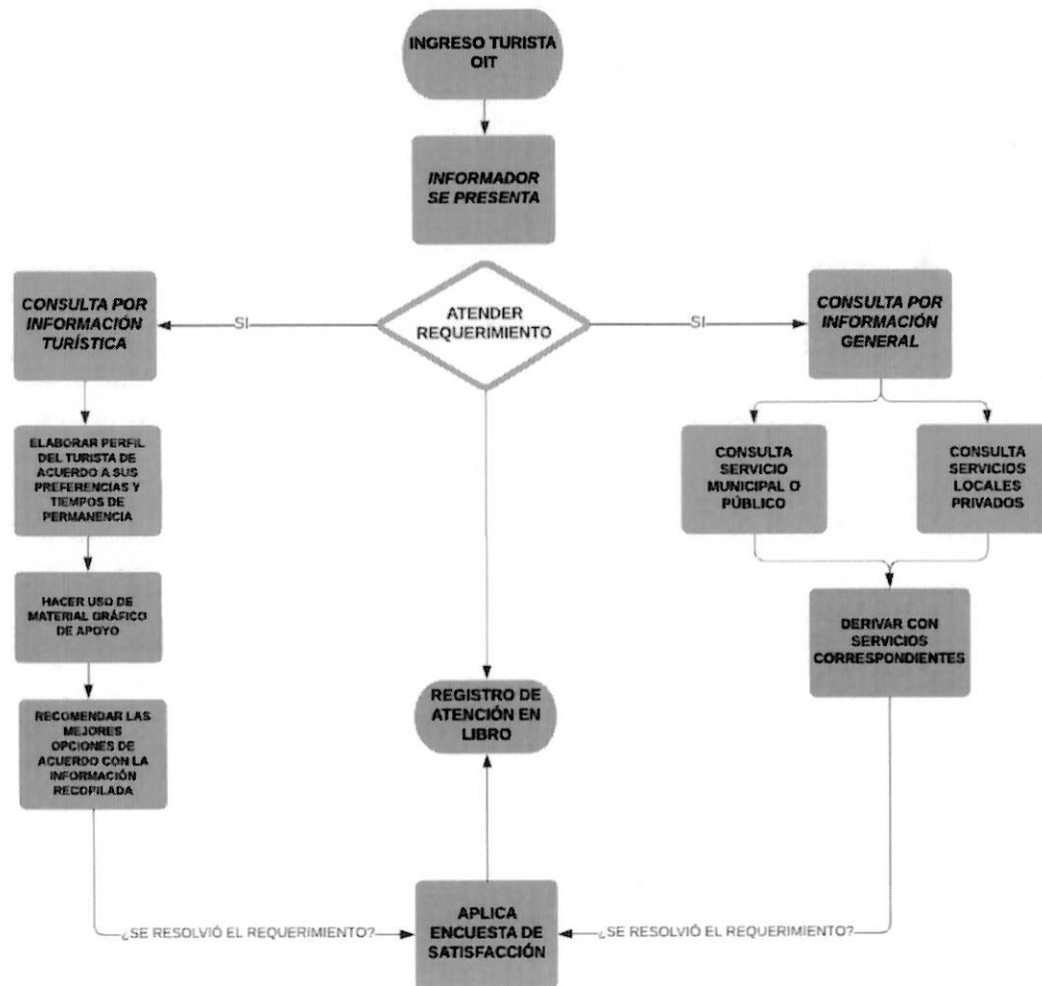 INGRESO TURISTA
OIT
INFORMADOR
SE PRESENTA
ATENDER
REQUERIMIENTO
SI
SI
CONSULTA POR
INFORMACIÓN
TURÍSTICA
ELABORAR PERFIL
DEL TURISTA DE
ACUERDO A SUS
PREFERENCIAS Y
TIEMPOS DE
PERMANENCIA
HACER USO DE
MATERIAL GRÁFICO
DE APOYO
RECOMENDAR LAS
MEJORES
OPCIONES DE
ACUERDO CON LA
INFORMACIÓN
RECOPILADA
CONSULTA POR
INFORMACIÓN
GENERAL
CONSULTA
SERVICIO
MUNICIPAL O
PÚBLICO
CONSULTA
SERVICIOS
LOCALES
PRIVADOS
DERIVAR CON
SERVICIOS
CORRESPONDIENTES
REGISTRO DE
ATENCIÓN EN
LIBRO
¿SE RESOLVIÓ EL REQUERIMIENTO?
APLICA
ENCUESTA DE
SATISFACCIÓN
¿SE RESOLVIÓ EL REQUERIMIENTO?